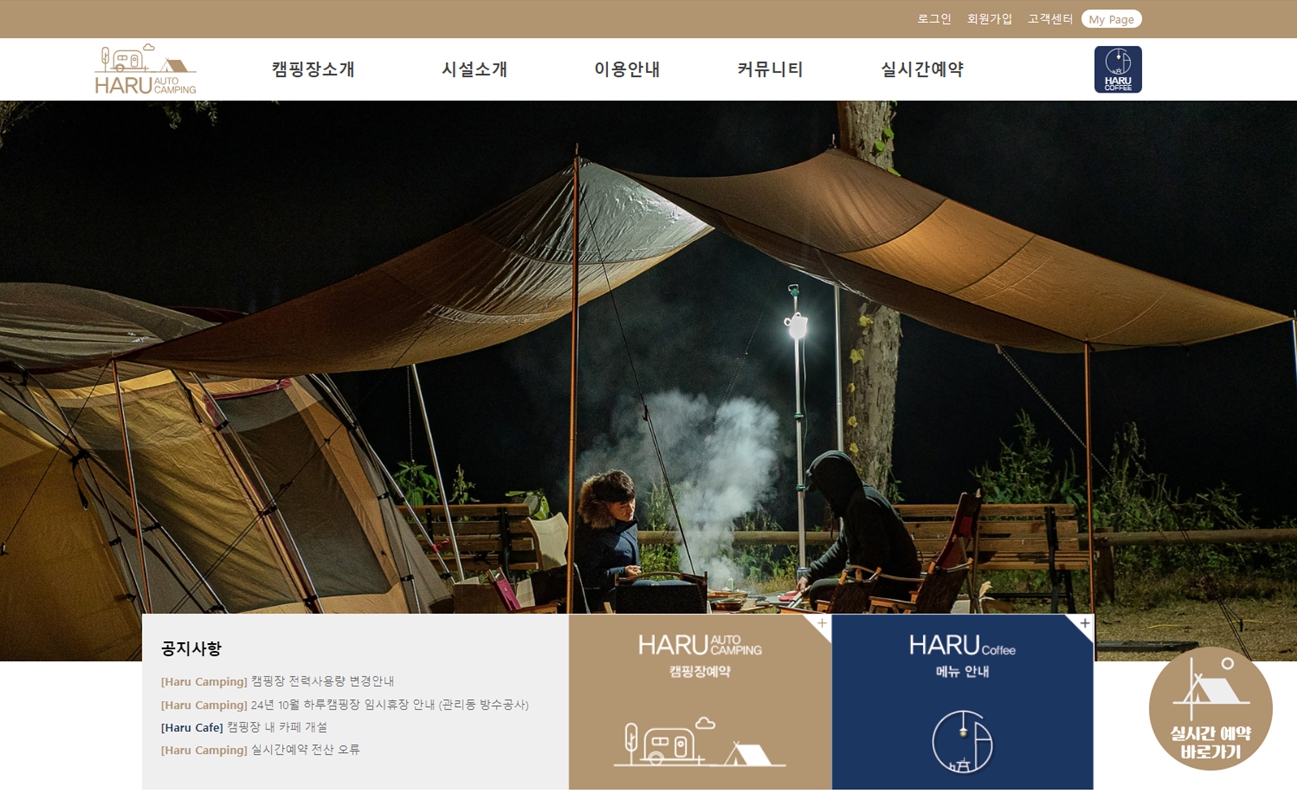 로그인 회원가입 고객센터 My Page
HARU AUTO CAMPING
캠핑장소개 시설소개 이용안내 커뮤니티 실시간예약
HARU COFFEE
공지사항
[Haru Camping] 캠핑장 전력사용량 변경안내
[Haru Camping] 24년 10월 하루캠핑장 임시휴장 안내 (관리동 방수공사)
[Haru Cafe] 캠핑장 내 카페 개설
[Haru Camping] 실시간예약 전산 오류
+
HARU AUTO CAMPING
캠핑장예약
+
HARU Coffee
메뉴 안내
실시간 예약
바로가기